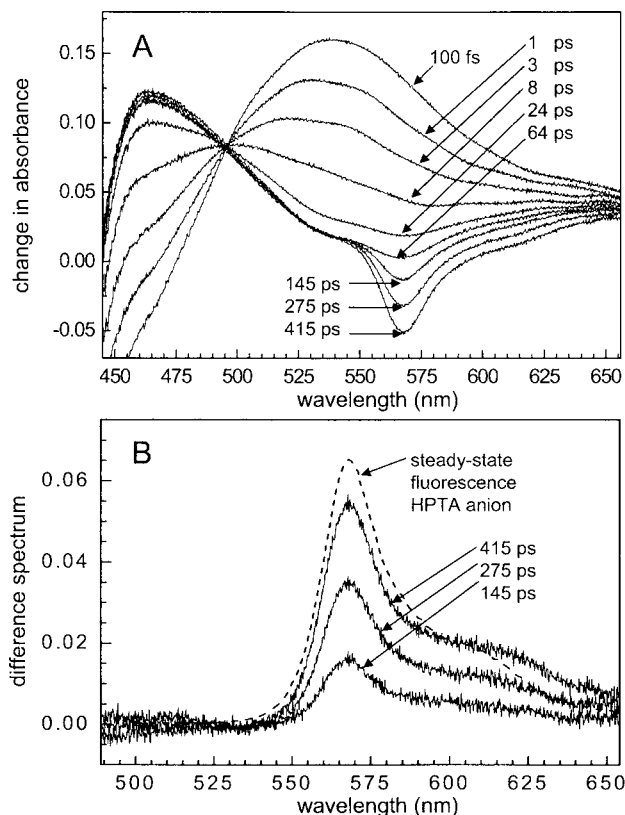 A
100 fs
1 ps
3 ps
8 ps
24 ps
64 ps
145 ps
275 ps
415 ps
change in absorbance
0.15
0.10
0.05
0.00
-0.05
450 475 500 525 550 575 600 625 650
wavelength (nm)
B
steady-state
fluorescence
HPTA anion
415 ps
275 ps
145 ps
difference spectrum
0.06
0.04
0.02
0.00
500 525 550 575 600 625 650
wavelength (nm)